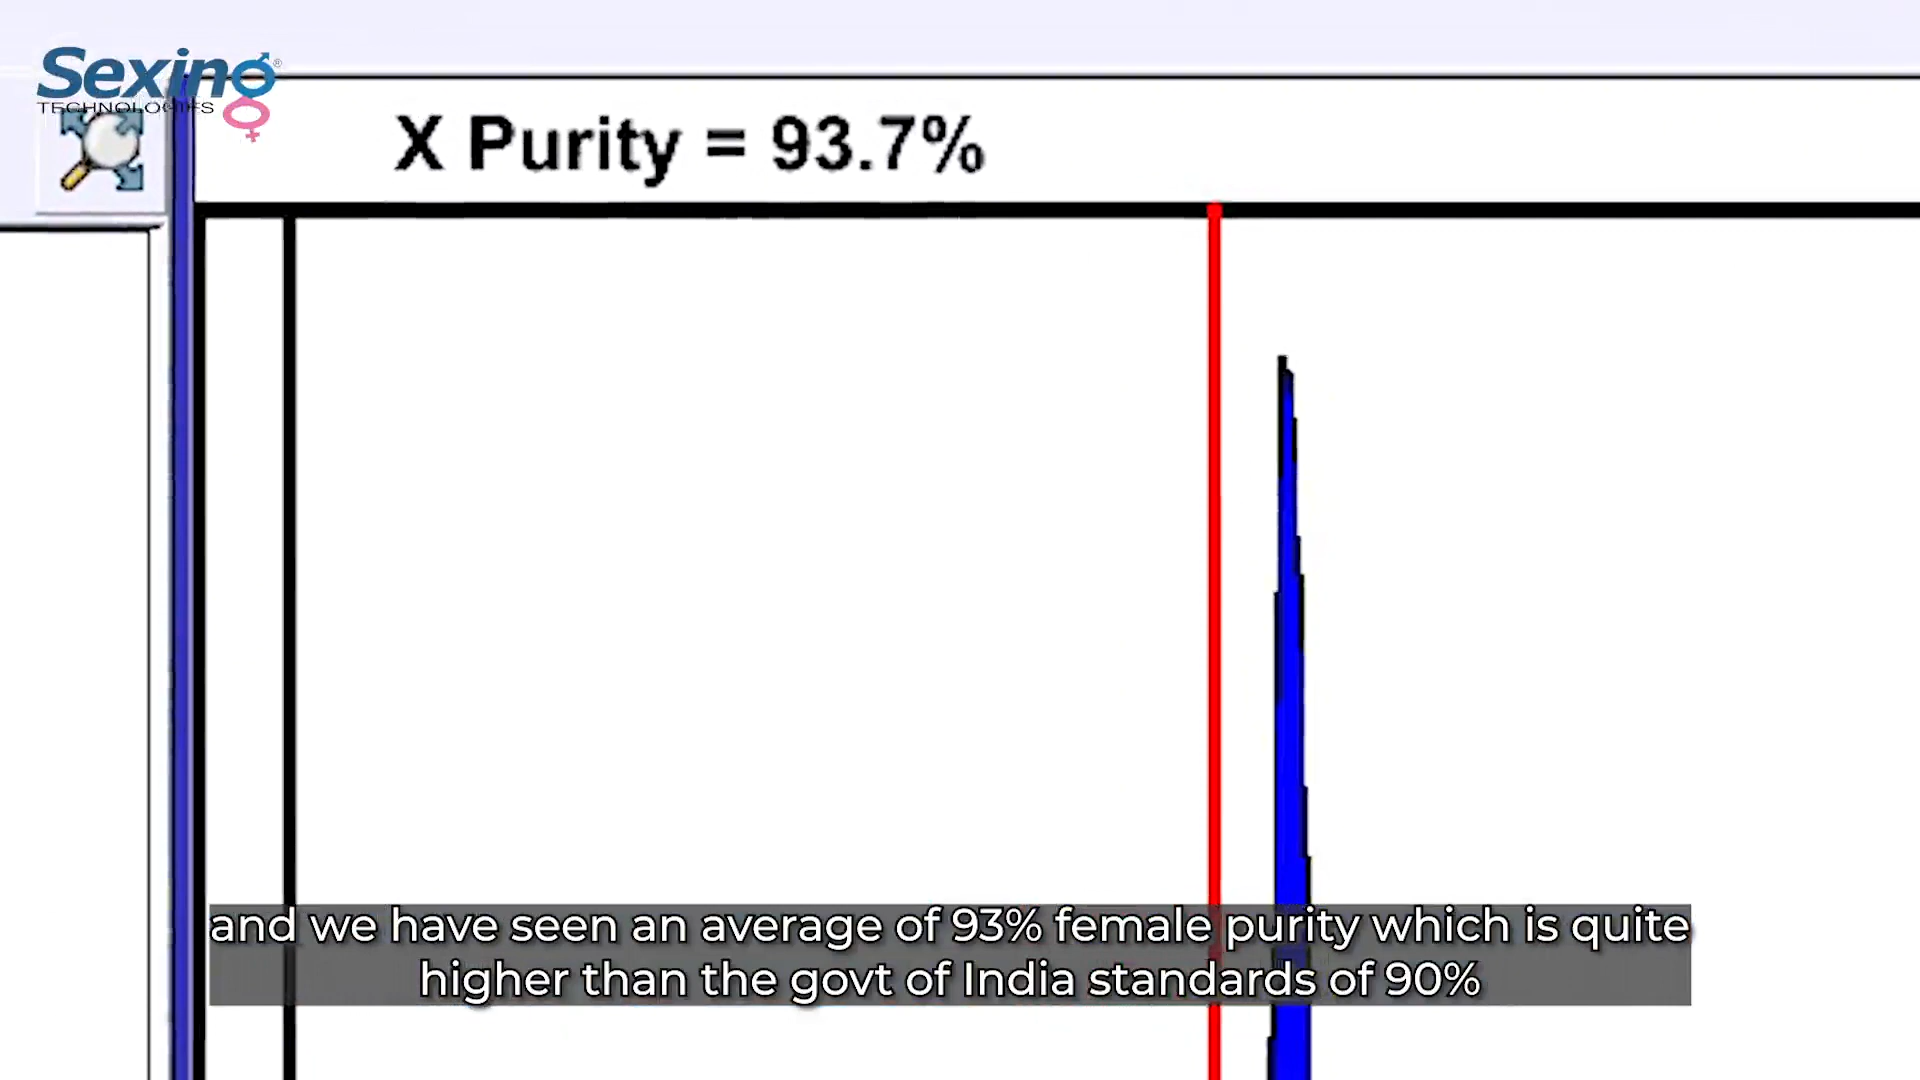 Sexing
TECHNOLOGIES
X Purity = 93.7%
and we have seen an average of 93% female purity which is quite
higher than the govt of India standards of 90%